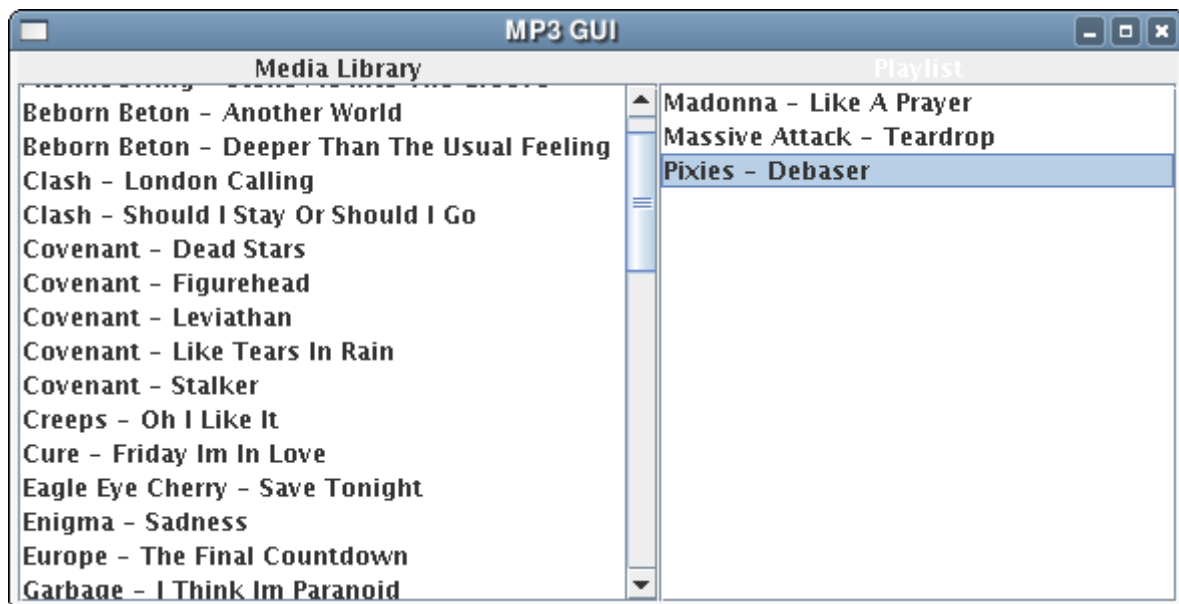 MP3 GUI
Media Library
Playlist
Beborn Beton – Another World
Beborn Beton – Deeper Than The Usual Feeling
Clash – London Calling
Clash – Should I Stay Or Should I Go
Covenant – Dead Stars
Covenant – Figurehead
Covenant – Leviathan
Covenant – Like Tears In Rain
Covenant – Stalker
Creeps – Oh I Like It
Cure – Friday Im In Love
Eagle Eye Cherry – Save Tonight
Enigma – Sadness
Europe – The Final Countdown
Garbage – I Think Im Paranoid
Madonna – Like A Prayer
Massive Attack – Teardrop
Pixies – Debaser